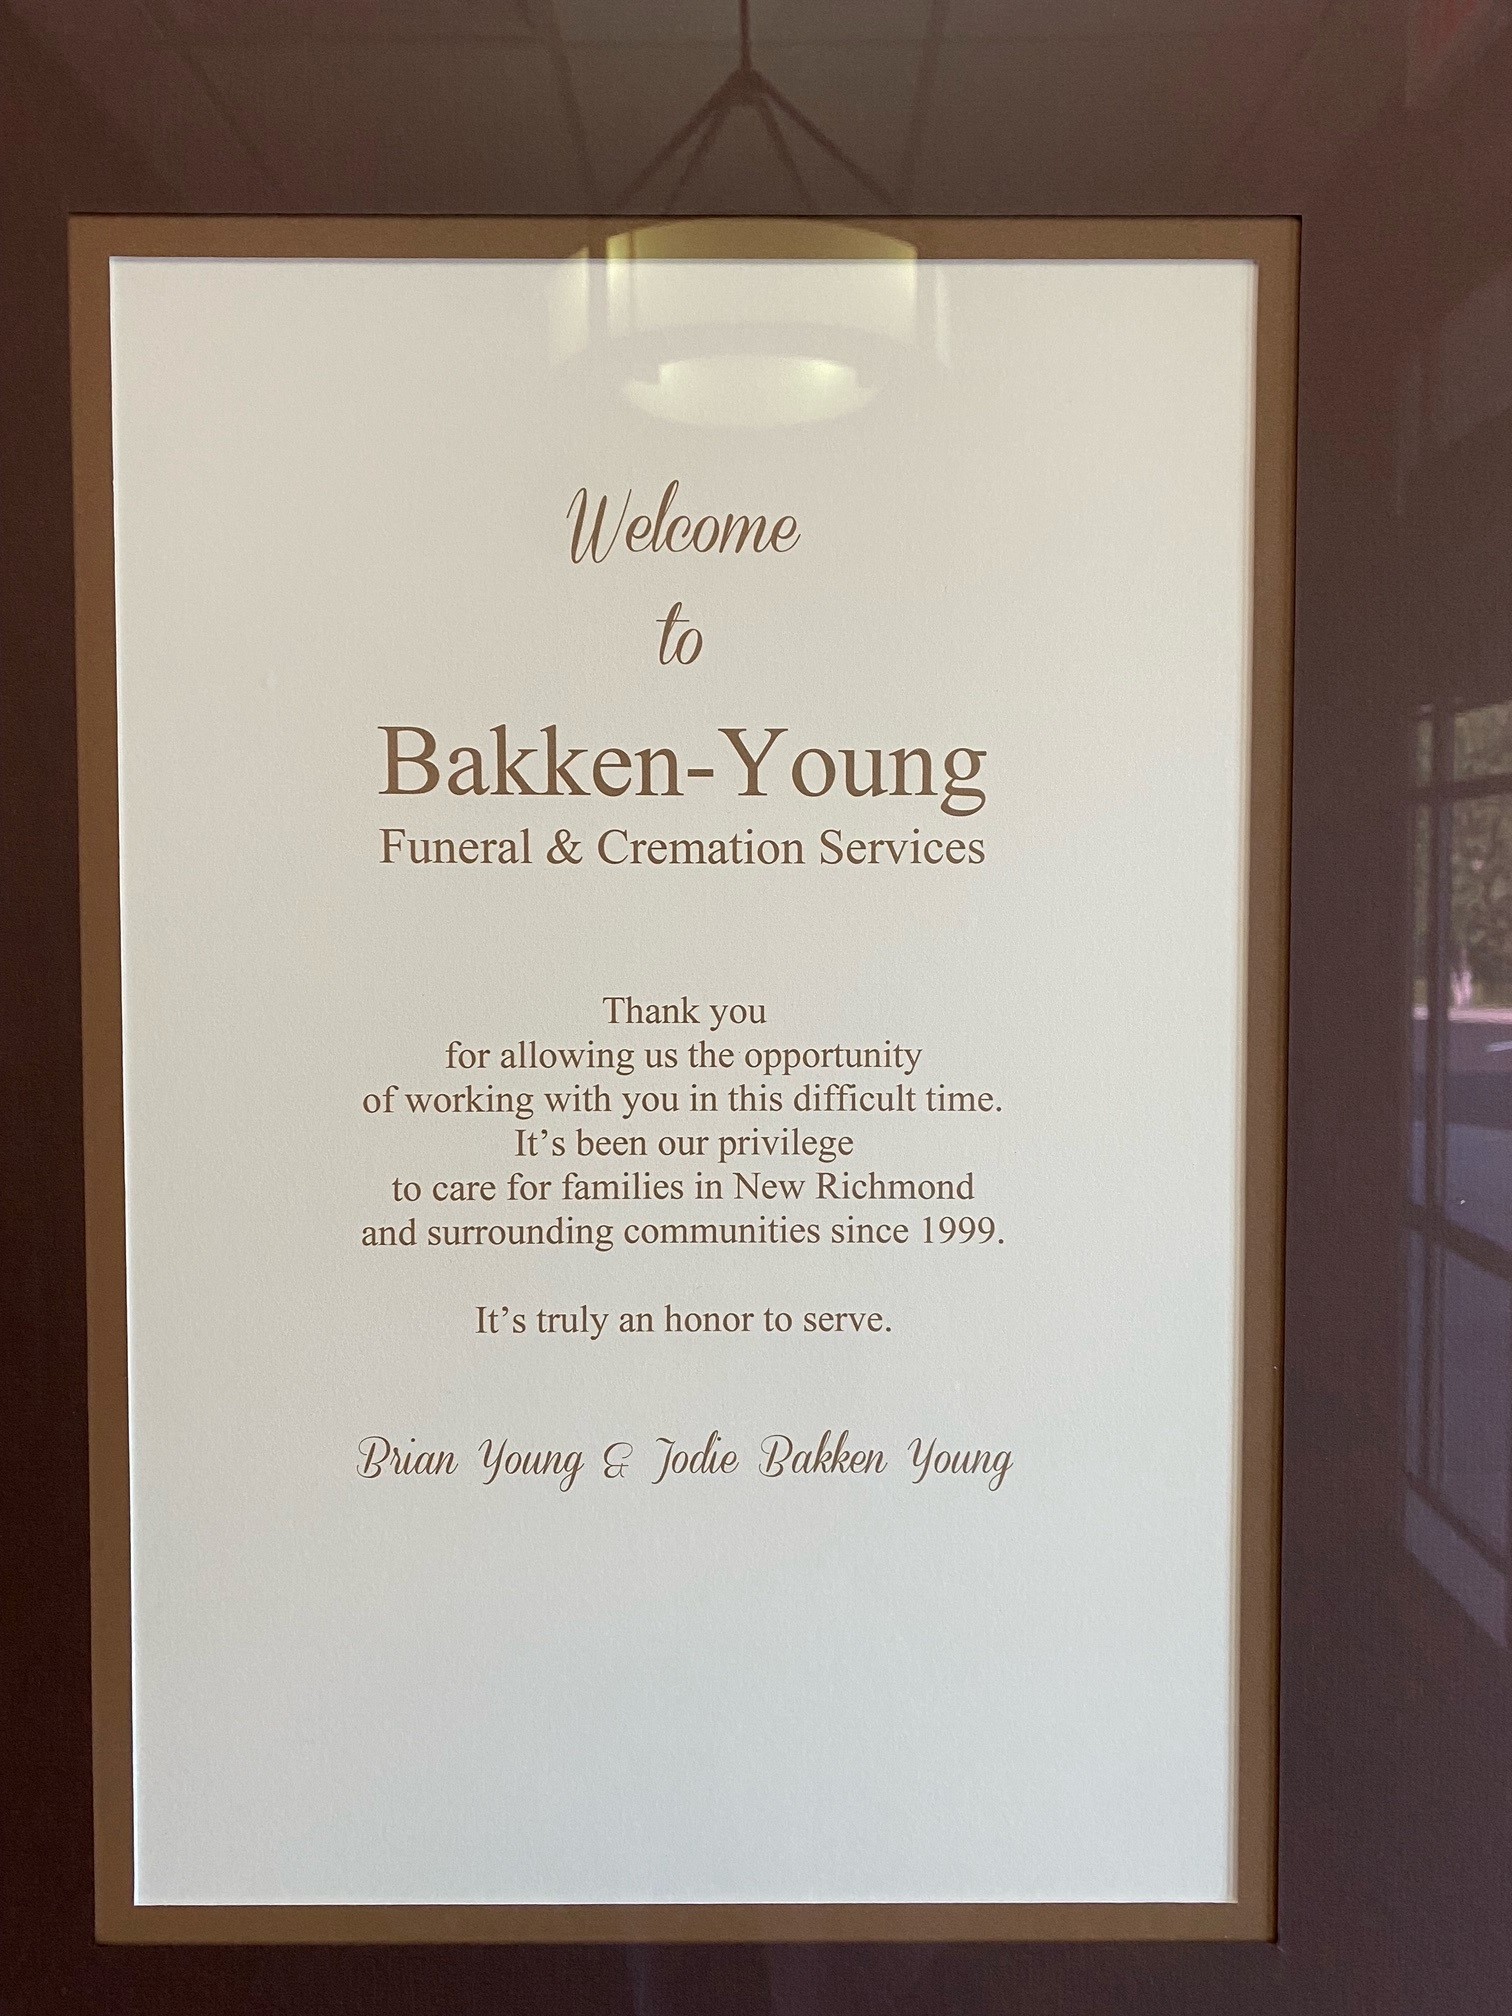 Welcome
to
Bakken-Young
Funeral & Cremation Services
Thank you
for allowing us the opportunity
of working with you in this difficult time.
It’s been our privilege
to care for families in New Richmond
and surrounding communities since 1999.
It’s truly an honor to serve.
Brian Young & Jodie Bakken Young